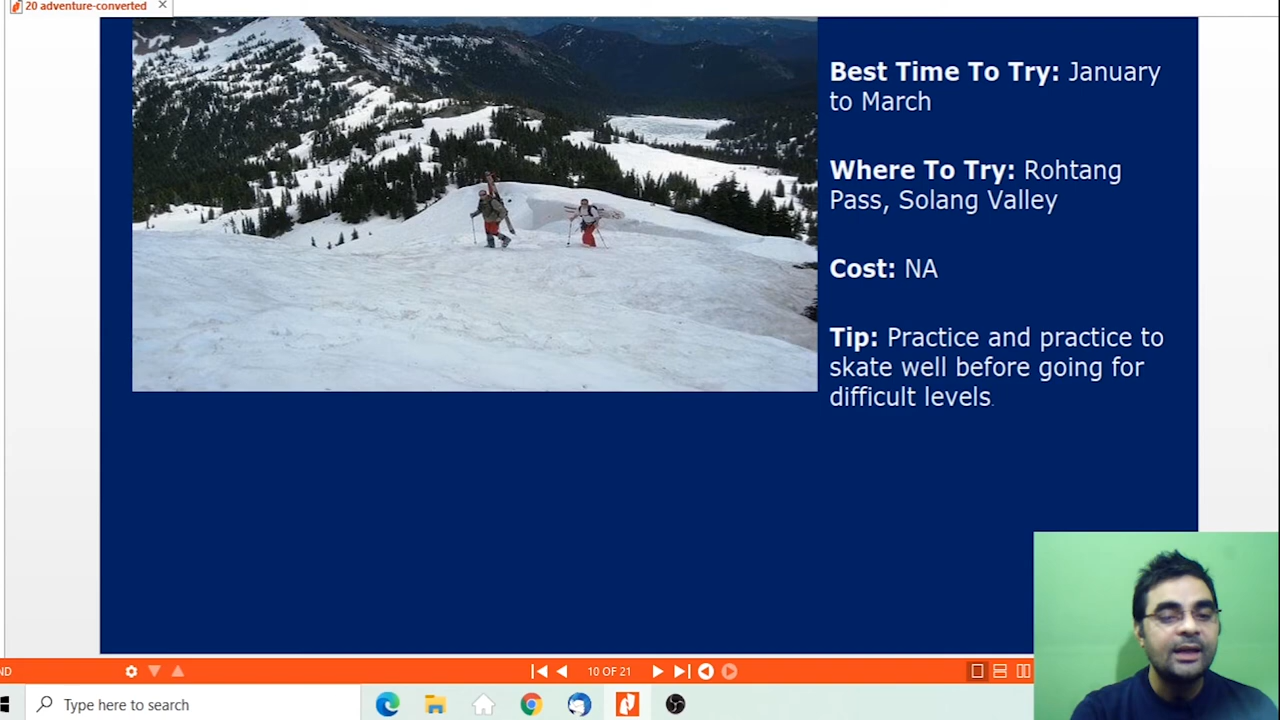 20 adventure-converted
Best Time To Try: January
to March
Where To Try: Rohtang
Pass, Solang Valley
Cost: NA
Tip: Practice and practice to
skate well before going for
difficult levels.
ND
10 OF 21
Type here to search